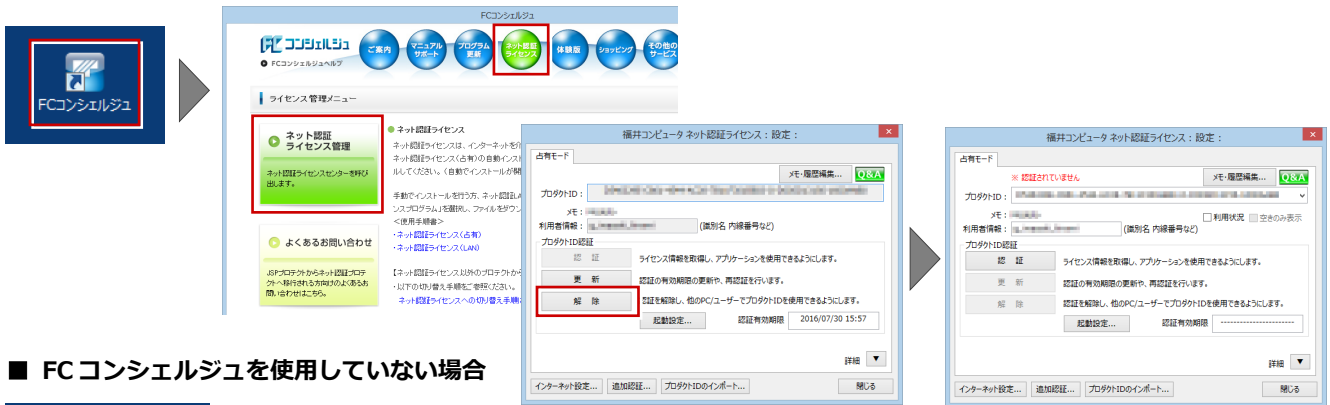 FCコンシェルジュ
FCコンシェルジュ
FC コンシェルジュ
FCコンシェルジュヘルプ
ご案内
マニュアル
サポート
プログラム
更新
ネット認証
ライセンス
体験版
ショッピング
その他の
サービス
ライセンス管理メニュー
ネット認証
ライセンス管理
ネット認証ライセンスセンターを呼び
出します。
よくあるお問い合わせ
JSPプロテクトからネット認証プロテ
クトへ移行される方向けのよくあるお
問い合わせはこちら。
ネット認証ライセンス
ネット認証ライセンスは、インターネットを介
ネット認証ライセンス(占有)の自動インスト
ルしてください。(自動でインストールが開
手動でインストールを行う方、ネット認証LA
ンスプログラム」を選択し、ファイルをダウン
<使用手順書>
・ネット認証ライセンス(占有)
・ネット認証ライセンス(LAN)
【ネット認証ライセンス以外のプロテクトから
・以下の切り替え手順をご参照ください。
ネット認証ライセンスへの切り替え手順
福井コンピュータ ネット認証ライセンス : 設定 :
占有モード
メモ・履歴編集...
Q&A
プロダクトID :
メモ :
利用者情報 :
(識別名 内線番号など)
プロダクトID認証
認 証
ライセンス情報を取得し、アプリケーションを使用できるようにします。
更 新
認証の有効期限の更新や、再認証を行います。
解 除
認証を解除し、他のPC/ユーザーでプロダクトIDを使用できるようにします。
起動設定...
認証有効期限
2016/07/30 15:57
詳細 ▼
インターネット設定...
追加認証...
プロダクトIDのインポート...
閉じる
福井コンピュータ ネット認証ライセンス : 設定 :
占有モード
※ 認証されていません
メモ・履歴編集...
Q&A
プロダクトID :
メモ :
利用状況
空きのみ表示
利用者情報 :
(識別名 内線番号など)
プロダクトID認証
認 証
ライセンス情報を取得し、アプリケーションを使用できるようにします。
更 新
認証の有効期限の更新や、再認証を行います。
解 除
認証を解除し、他のPC/ユーザーでプロダクトIDを使用できるようにします。
起動設定...
認証有効期限
-----------------------
詳細 ▼
インターネット設定...
追加認証...
プロダクトIDのインポート...
閉じる
■ FCコンシェルジュを使用していない場合